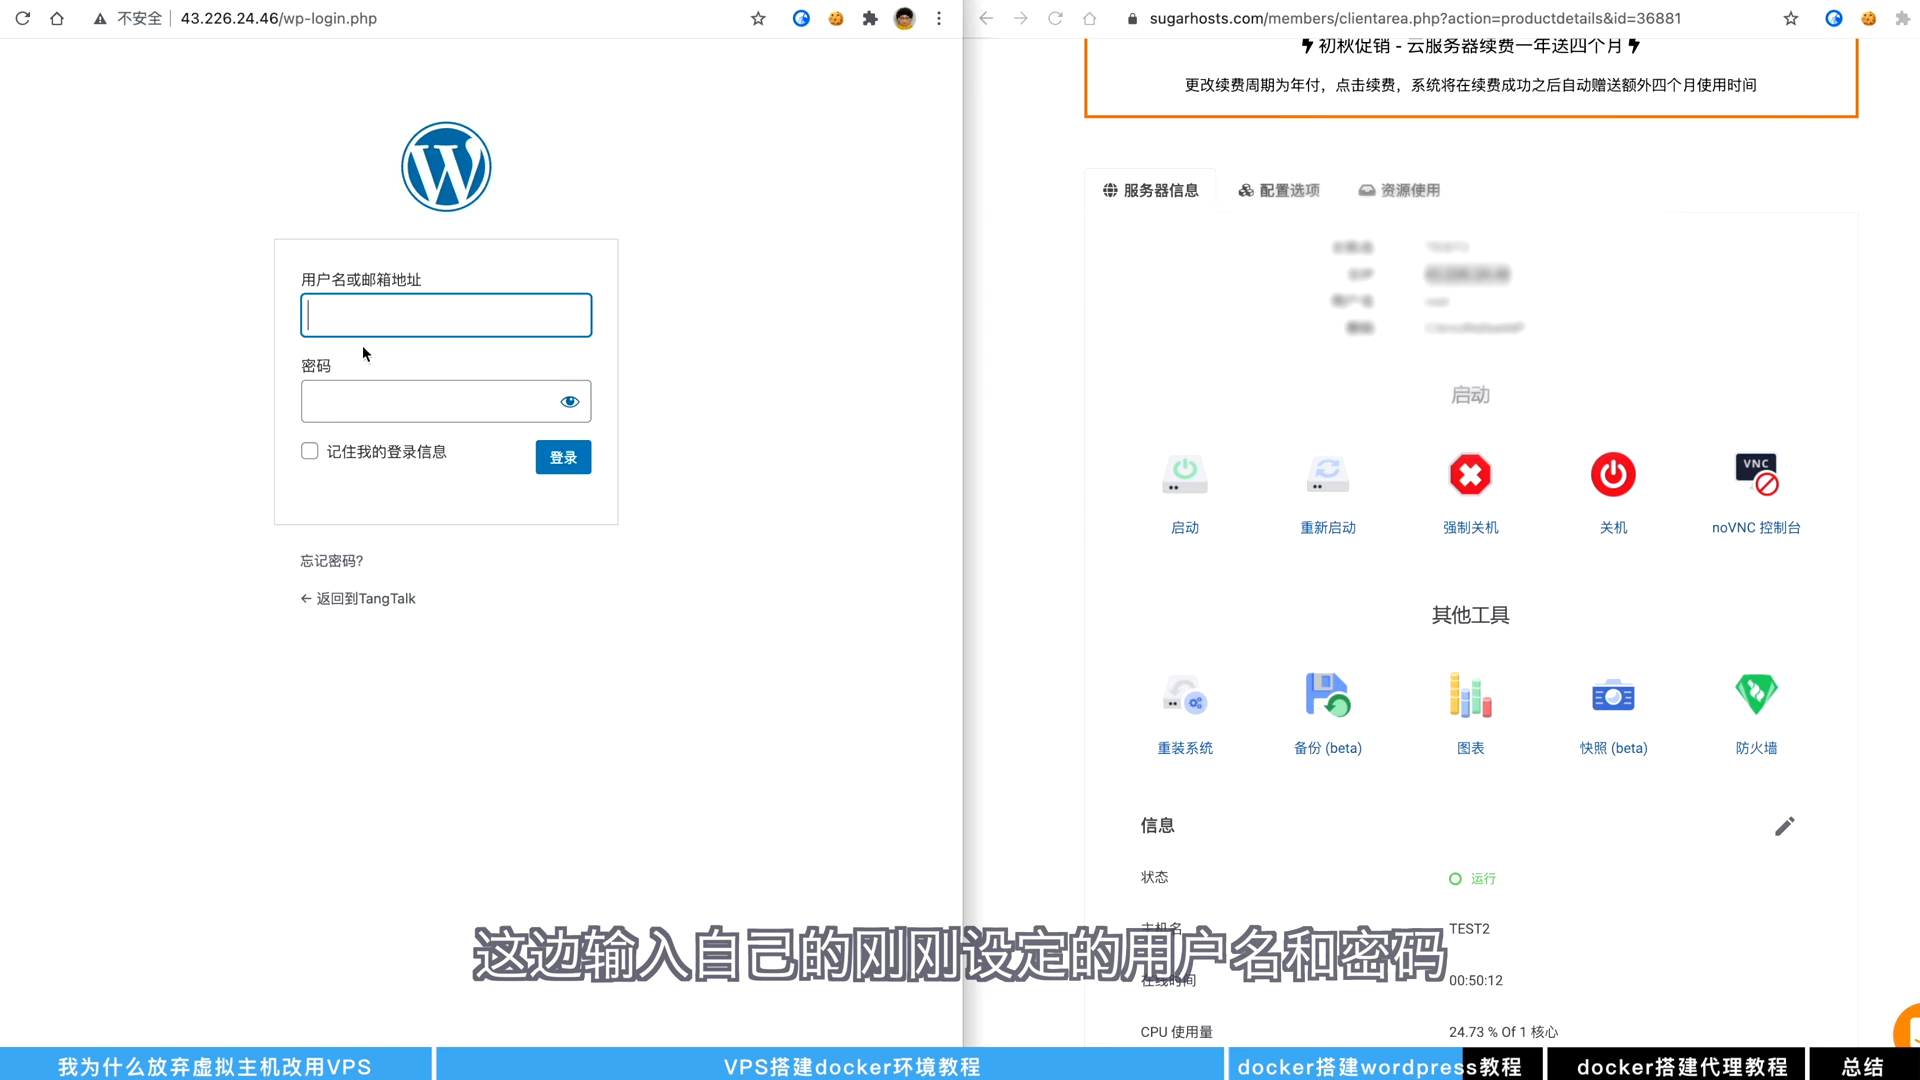 不安全
43.226.24.46/wp-login.php
用户名或邮箱地址
密码
记住我的登录信息
登录
忘记密码?
← 返回到TangTalk
sugarhosts.com/members/clientarea.php?action=productdetails&id=36881
初秋促销 - 云服务器续费一年送四个月
更改续费周期为年付，点击续费，系统将在续费成功之后自动赠送额外四个月使用时间
服务器信息
配置选项
资源使用
启动
启动
重新启动
强制关机
关机
VNC
noVNC 控制台
其他工具
重装系统
备份 (beta)
图表
快照 (beta)
防火墙
信息
状态
运行
主机名
TEST2
在线时间
00:50:12
CPU 使用量
24.73 % Of 1 核心
这边输入自己的刚刚设定的用户名和密码
我为什么放弃虚拟主机改用VPS
VPS搭建docker环境教程
docker搭建wordpress教程
docker搭建代理教程
总结